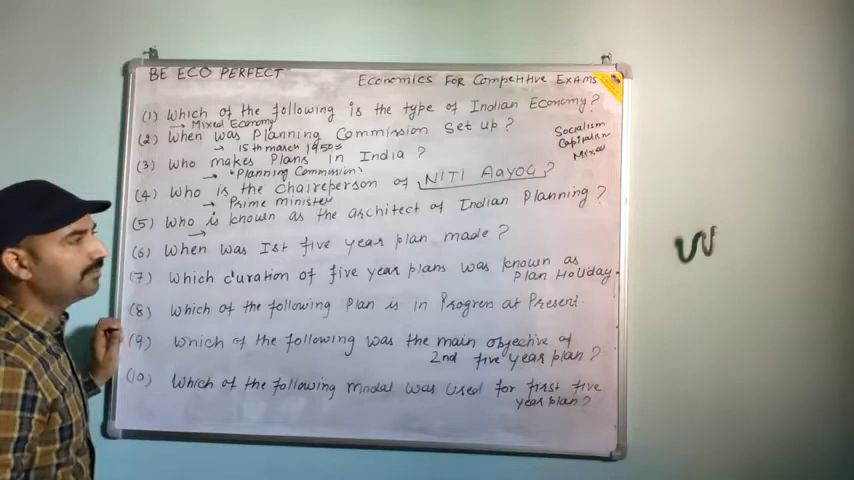 BE ECO PERFECT
Economics For Competitive Exams
(1) Which of the following is the type of Indian Economy?
→ Mixed Economy
(2) When was Planning Commission set up?
→ 15th march 1950
Socialism
Capitalism
Mixed
(3) Who makes Plans in India?
→ "Planning Commission"
(4) Who is the chaireperson of NITI Aayog?
→ Prime minister
(5) Who is known as the architect of Indian Planning?
→
(6) When was Ist five year plan made?
(7) Which duration of five year plans was known as
Plan Holiday.
(8) Which of the following Plan is in Progress at Present.
(9) Which of the following was the main objective of
2nd five year plan?
(10) Which of the following modal was used for first five
year plan?